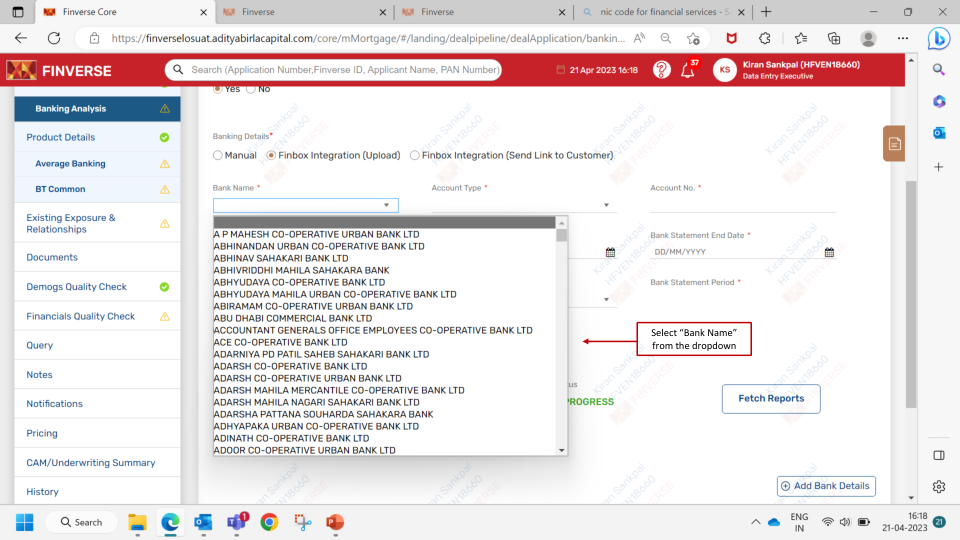 Finverse Core
Finverse
Finverse
nic code for financial services - S
https://finverselosuat.adityabirlacapital.com/core/mMortgage/#/landing/dealpipeline/dealApplication/bankin...
FINVERSE
Search (Application Number,Finverse ID, Applicant Name, PAN Number)
21 Apr 2023 16:18
37
KS
Kiran Sankpal (HFVEN18660)
Data Entry Executive
Yes No
Banking Analysis
Product Details
Average Banking
BT Common
Existing Exposure &
Relationships
Documents
Demogs Quality Check
Financials Quality Check
Query
Notes
Notifications
Pricing
CAM/Underwriting Summary
History
Banking Details*
Manual Finbox Integration (Upload) Finbox Integration (Send Link to Customer)
Bank Name * Account Type * Account No. *
A P MAHESH CO-OPERATIVE URBAN BANK LTD
ABHINANDAN URBAN CO-OPERATIVE BANK LTD
ABHINAV SAHAKARI BANK LTD
ABHIVRIDDHI MAHILA SAHAKARA BANK
ABHYUDAYA CO-OPERATIVE BANK LTD
ABHYUDAYA MAHILA URBAN CO-OPERATIVE BANK LTD
ABIRAMAM CO-OPERATIVE URBAN BANK LTD
ABU DHABI COMMERCIAL BANK LTD
ACCOUNTANT GENERALS OFFICE EMPLOYEES CO-OPERATIVE BANK LTD
ACE CO-OPERATIVE BANK LTD
ADARNIYA PD PATIL SAHEB SAHAKARI BANK LTD
ADARSH CO-OPERATIVE BANK LTD
ADARSH CO-OPERATIVE URBAN BANK LTD
ADARSH MAHILA MERCANTILE CO-OPERATIVE BANK LTD
ADARSH MAHILA NAGARI SAHAKARI BANK LTD
ADARSHA PATTANA SOUHARDA SAHAKARA BANK
ADHYAPAKA URBAN CO-OPERATIVE BANK LTD
ADINATH CO-OPERATIVE BANK LTD
ADOOR CO-OPERATIVE URBAN BANK LTD
Bank Statement End Date *
DD/MM/YYYY
Bank Statement Period *
Select “Bank Name”
from the dropdown
tus
PROGRESS
Fetch Reports
Add Bank Details
Kiran Sankpal
HFVEN18660
FINVERSE
Search
1
ENG
IN
16:18
21-04-2023
21